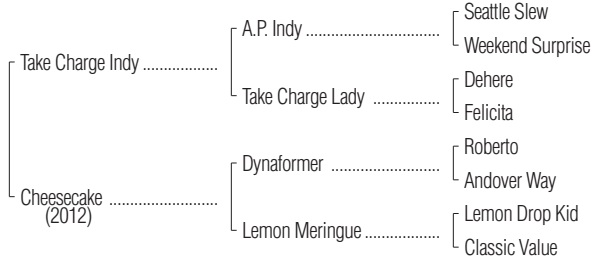 Seattle Slew
A.P. Indy ........................................
Weekend Surprise
Take Charge Indy ......................
Dehere
Take Charge Lady ....................
Felicita
Roberto
Dynaformer ................................
Andover Way
Cheesecake ................................
(2012)
Lemon Drop Kid
Lemon Meringue ......................
Classic Value